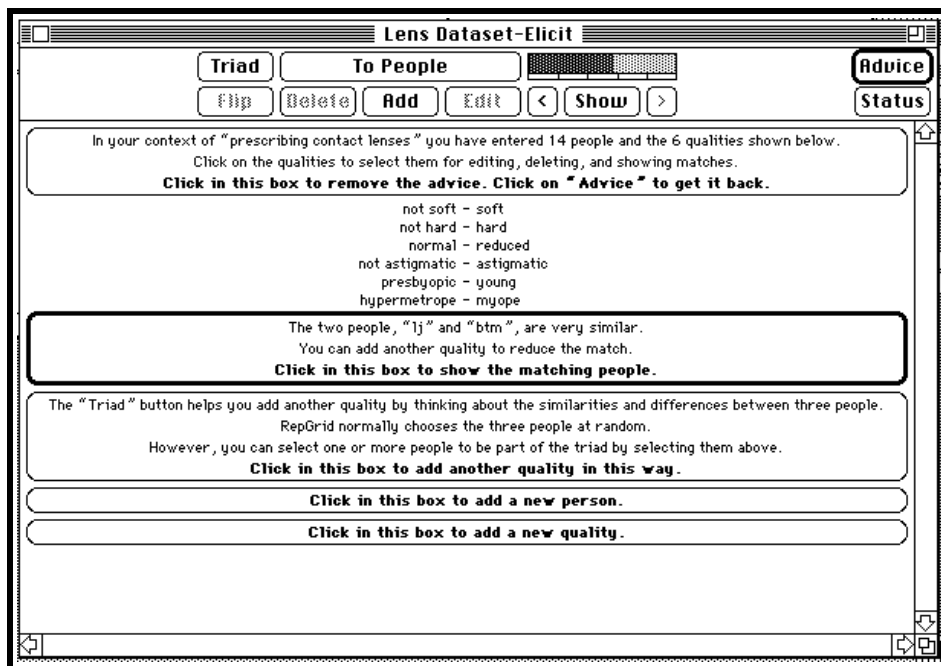 Lens Dataset-Elicit
Triad To People Advice
Flip Delete Add Edit < Show > Status
In your context of "prescribing contact lenses" you have entered 14 people and the 6 qualities shown below.
Click on the qualities to select them for editing, deleting, and showing matches.
Click in this box to remove the advice. Click on "Advice" to get it back.
not soft - soft
not hard - hard
normal - reduced
not astigmatic - astigmatic
presbyopic - young
hypermetrope - myope
The two people, "lj" and "btm", are very similar.
You can add another quality to reduce the match.
Click in this box to show the matching people.
The "Triad" button helps you add another quality by thinking about the similarities and differences between three people.
RepGrid normally chooses the three people at random.
However, you can select one or more people to be part of the triad by selecting them above.
Click in this box to add another quality in this way.
Click in this box to add a new person.
Click in this box to add a new quality.